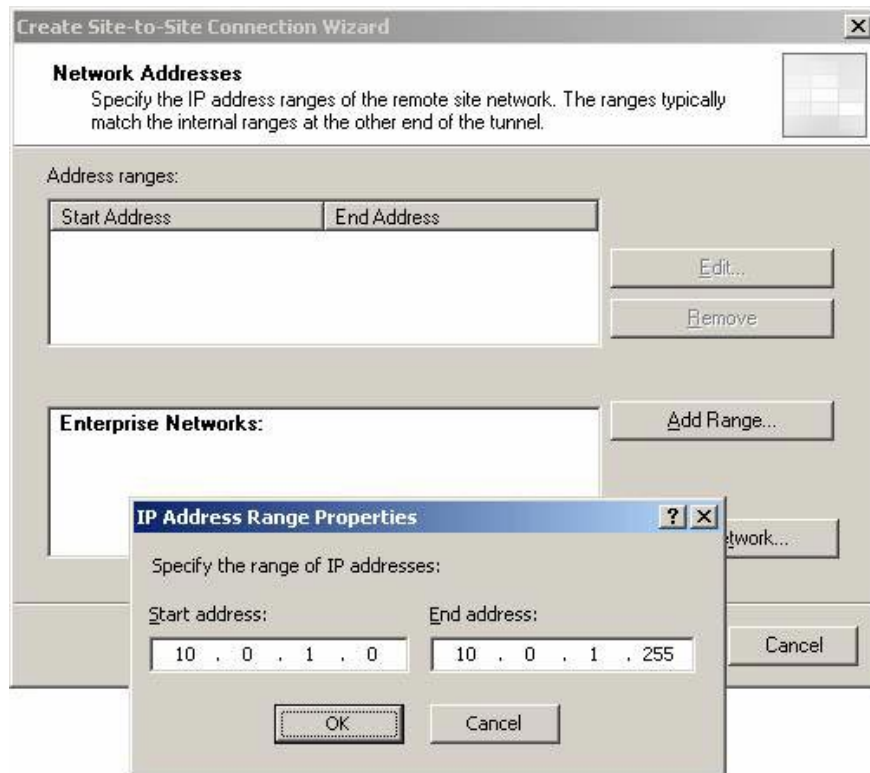 Create Site-to-Site Connection Wizard
Network Addresses
Specify the IP address ranges of the remote site network. The ranges typically
match the internal ranges at the other end of the tunnel.
Address ranges:
Start Address End Address
Edit...
Remove
Enterprise Networks:
Add Range...
twork...
IP Address Range Properties
Specify the range of IP addresses:
Start address: End address:
10 . 0 . 1 . 0 10 . 0 . 1 . 255
OK Cancel
Cancel